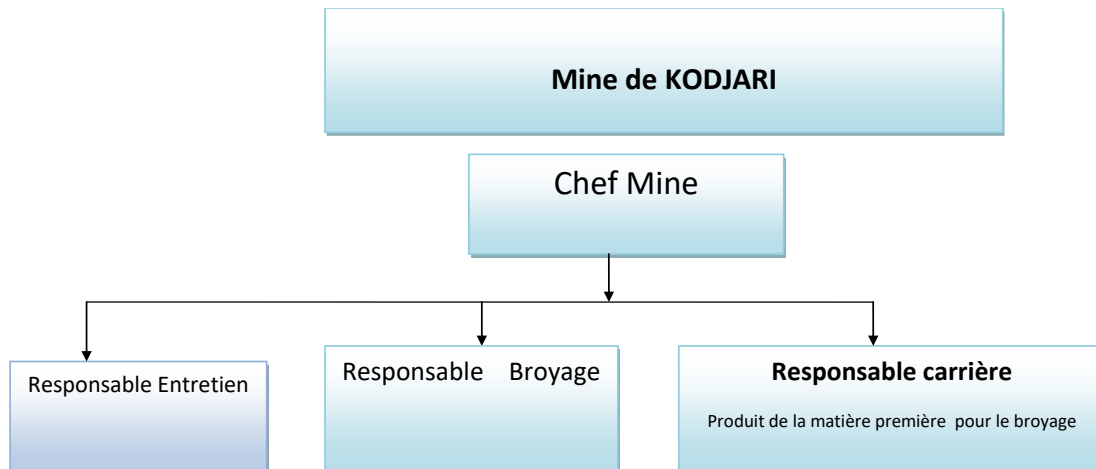 Mine de KODJARI
Chef Mine
Responsable Entretien
Responsable Broyage
Responsable carrière
Produit de la matière première pour le broyage